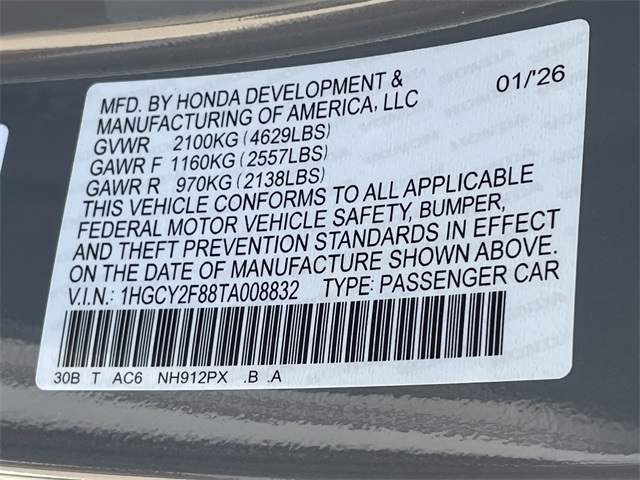 MFD. BY HONDA DEVELOPMENT & 01/'26
MANUFACTURING OF AMERICA, LLC
GVWR 2100KG (4629LBS)
GAWR F 1160KG (2557LBS)
GAWR R 970KG (2138LBS)
THIS VEHICLE CONFORMS TO ALL APPLICABLE
FEDERAL MOTOR VEHICLE SAFETY, BUMPER,
AND THEFT PREVENTION STANDARDS IN EFFECT
ON THE DATE OF MANUFACTURE SHOWN ABOVE.
V.I.N.: 1HGCY2F88TA008832 TYPE: PASSENGER CAR
30B T AC6 NH912PX .B .A